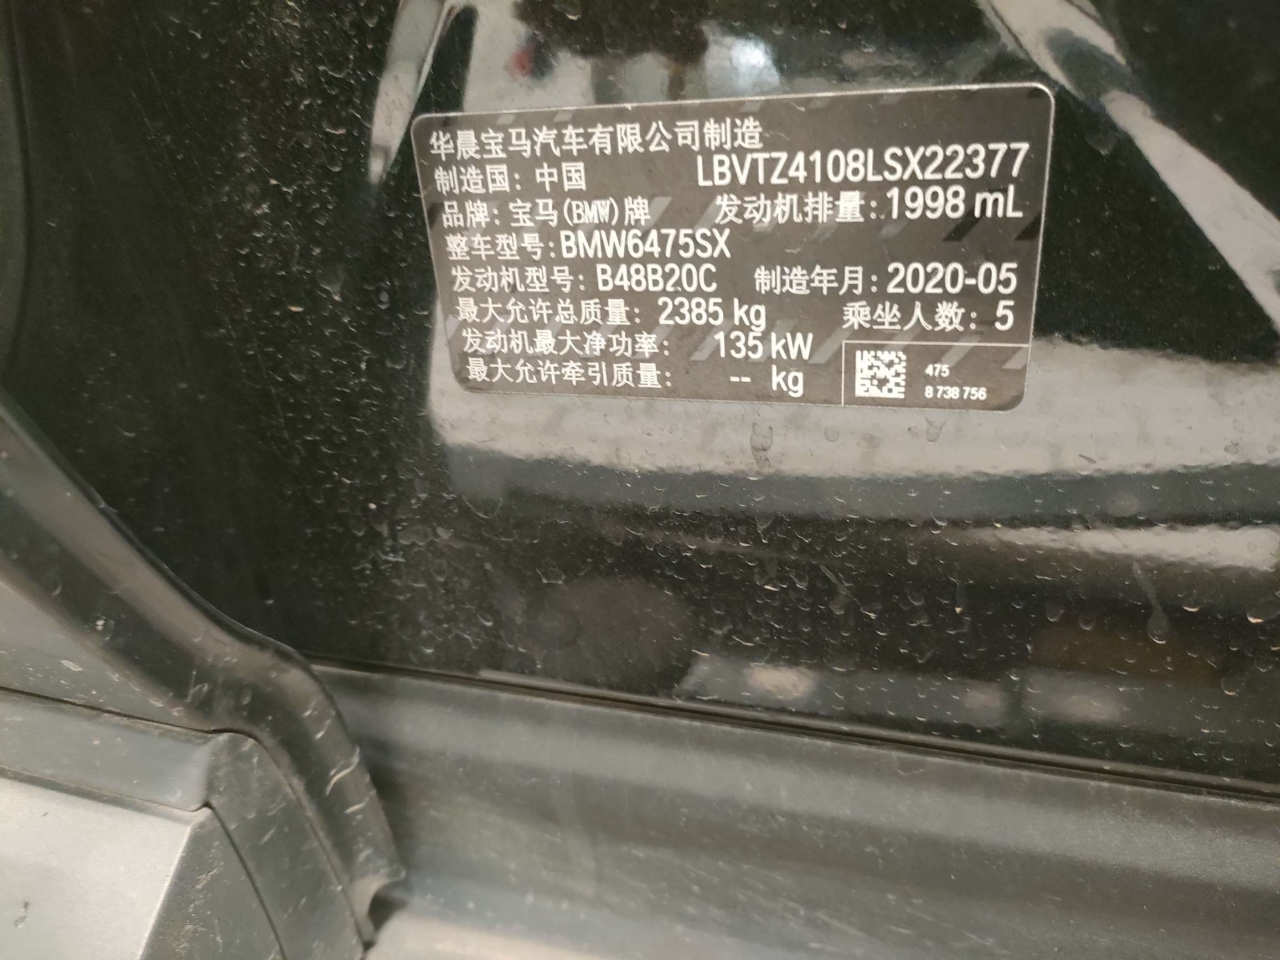 华晨宝马汽车有限公司制造
制造国: 中国 LBVTZ4108LSX22377
品牌: 宝马(BMW)牌 发动机排量: 1998 mL
整车型号: BMW6475SX
发动机型号: B48B20C 制造年月: 2020-05
最大允许总质量: 2385 kg 乘坐人数: 5
发动机最大净功率: 135 kW
最大允许牵引质量: -- kg
475
8 738 756